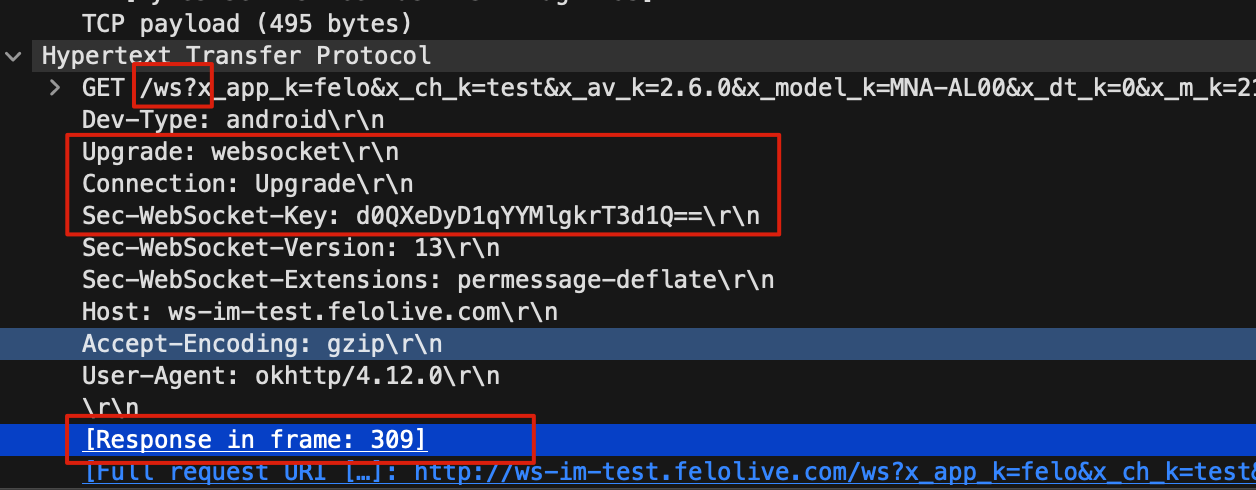 TCP payload (495 bytes)
Hypertext Transfer Protocol
GET /ws?x_app_k=felo&x_ch_k=test&x_av_k=2.6.0&x_model_k=MNA-AL00&x_dt_k=0&x_m_k=21
Dev-Type: android\r\n
Upgrade: websocket\r\n
Connection: Upgrade\r\n
Sec-WebSocket-Key: d0QXeDyD1qYYMlgkrT3d1Q==\r\n
Sec-WebSocket-Version: 13\r\n
Sec-WebSocket-Extensions: permessage-deflate\r\n
Host: ws-im-test.felolive.com\r\n
Accept-Encoding: gzip\r\n
User-Agent: okhttp/4.12.0\r\n
\r\n
[Response in frame: 309]
[Full request URI […]: http://ws-im-test.felolive.com/ws?x_app_k=felo&x_ch_k=test&